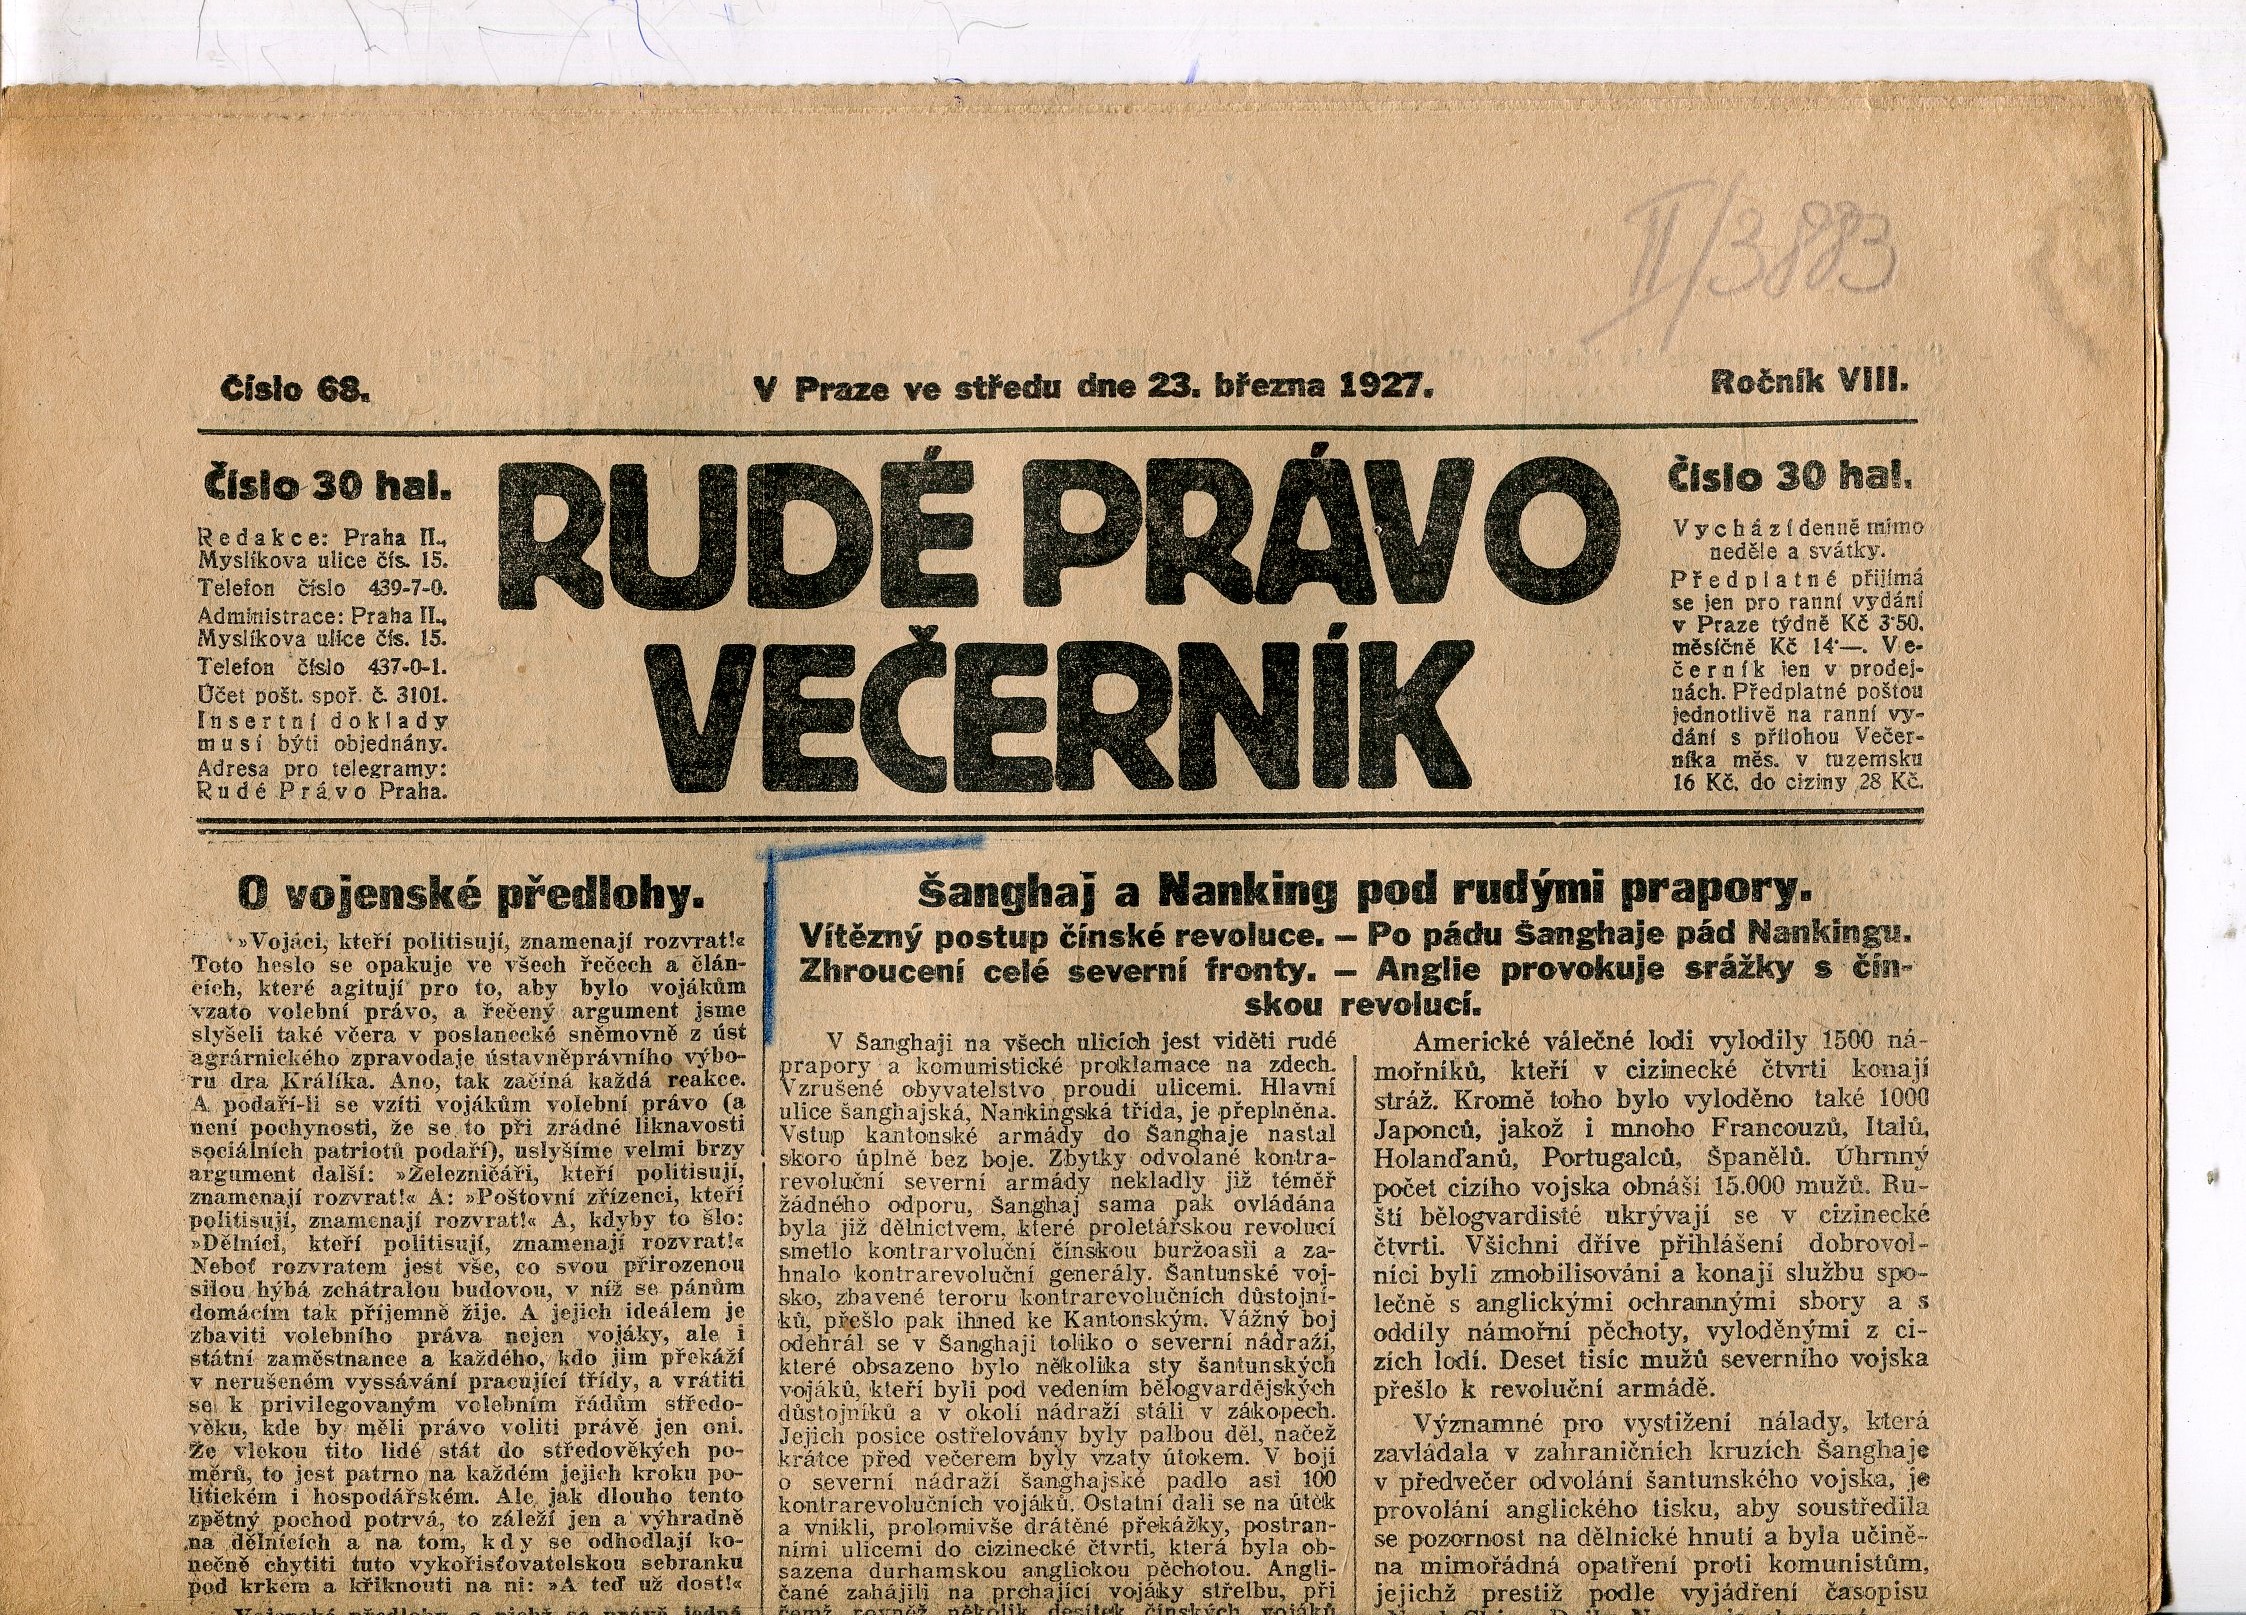 II/3883
Číslo 68.
V Praze ve středu dne 23. března 1927.
Ročník VIII.
Číslo 30 hal.
Redakce: Praha II.,
Myslíkova ulice čís. 15.
Telefon číslo 439-7-0.
Administrace: Praha II.,
Myslíkova ulice čís. 15.
Telefon číslo 437-0-1.
Účet pošt. spoř. č. 3101.
Insertní doklady
musí býti objednány.
Adresa pro telegramy:
Rudé Právo Praha.
RUDÉ PRÁVO
VEČERNÍK
Číslo 30 hal.
Vychází denně mimo
neděle a svátky.
Předplatné přijímá
se jen pro ranní vydání
v Praze týdně Kč 3·50,
měsíčně Kč 14·—. Ve-
černík jen v prodej-
nách. Předplatné poštou
jednotlivě na ranní vy-
dání s přílohou Večer-
níka měs. v tuzemsku
16 Kč, do ciziny 28 Kč.
O vojenské předlohy.
»Vojáci, kteří politisují, znamenají rozvrat!«
Toto heslo se opakuje ve všech řečech a člán-
cích, které agitují pro to, aby bylo vojákům
vzato volební právo, a řečený argument jsme
slyšeli také včera v poslanecké sněmovně z úst
agrárnického zpravodaje ústavněprávního výbo-
ru dra Králíka. Ano, tak začíná každá reakce.
A podaří-li se vzíti vojákům volební právo (a
není pochynosti, že se to při zrádné liknavosti
sociálních patriotů podaří), uslyšíme velmi brzy
argument další: »Železničáři, kteří politisují,
znamenají rozvrat!« A: »Poštovní zřízenci, kteří
politisují, znamenají rozvrat!« A, kdyby to šlo:
»Dělníci, kteří politisují, znamenají rozvrat!«
Neboť rozvratem jest vše, co svou přirozenou
silou hýbá zchátralou budovou, v níž se pánům
domácím tak příjemně žije. A jejich ideálem je
zbaviti volebního práva nejen vojáky, ale i
státní zaměstnance a každého, kdo jim překáží
v nerušeném vyssávání pracující třídy, a vrátiti
se k privilegovaným volebním řádům středo-
věku, kde by měli právo voliti právě jen oni.
Že vlekou tito lidé stát do středověkých po-
měrů, to jest patrno na každém jejich kroku po-
litickém i hospodářském. Ale jak dlouho tento
zpětný pochod potrvá, to záleží jen a výhradně
na dělnících a na tom, kdy se odhodlají ko-
nečně chytiti tuto vykořisťovatelskou sebranku
pod krkem a křiknouti na ni: »A teď už dost!«
Šanghaj a Nanking pod rudými prapory.
Vítězný postup čínské revoluce. — Po pádu Šanghaje pád Nankingu.
Zhroucení celé severní fronty. — Anglie provokuje srážky s čín-
skou revolucí.
V Šanghaji na všech ulicích jest viděti rudé
prapory a komunistické proklamace na zdech.
Vzrušené obyvatelstvo proudí ulicemi. Hlavní
ulice šanghajská, Nankingská třída, je přeplněna.
Vstup kantonské armády do Šanghaje nastal
skoro úplně bez boje. Zbytky odvolané kontra-
revoluční severní armády nekladly již téměř
žádného odporu, Šanghaj sama pak ovládána
byla již dělnictvem, které proletářskou revolucí
smetlo kontrarvoluční čínskou buržoasii a za-
hnalo kontrarevoluční generály. Šantunské voj-
sko, zbavené teroru kontrarevolučních důstojní-
ků, přešlo pak ihned ke Kantonským. Vážný boj
odehrál se v Šanghaji toliko o severní nádraží,
které obsazeno bylo několika sty šantunských
vojáků, kteří byli pod vedením bělogvardějských
důstojníků a v okolí nádraží stáli v zákopech.
Jejich posice ostřelovány byly palbou děl, načež
krátce před večerem byly vzaty útokem. V boji
o severní nádraží šanghajské padlo asi 100
kontrarevolučních vojáků. Ostatní dali se na útěk
a vnikli, prolomivše drátěné překážky, postran-
ními ulicemi do cizinecké čtvrti, která byla ob-
sazena durhamskou anglickou pěchotou. Angli-
čané zahájili na prchající vojáky střelbu, při
čemž rovněž několik desítek čínských vojáků
Americké válečné lodi vylodily 1500 ná-
mořníků, kteří v cizinecké čtvrti konají
stráž. Kromě toho bylo vyloděno také 1000
Japonců, jakož i mnoho Francouzů, Italů,
Holanďanů, Portugalců, Španělů. Úhrnný
počet cizího vojska obnáší 15.000 mužů. Ru-
ští bělogvardisté ukrývají se v cizinecké
čtvrti. Všichni dříve přihlášení dobrovol-
níci byli zmobilisováni a konají službu spo-
lečně s anglickými ochrannými sbory a s
oddíly námořní pěchoty, vyloděnými z ci-
zích lodí. Deset tisíc mužů severního vojska
přešlo k revoluční armádě.
Významné pro vystižení nálady, která
zavládala v zahraničních kruzích Šanghaje
v předvečer odvolání šantunského vojska, je
provolání anglického tisku, aby soustředila
se pozornost na dělnické hnutí a byla učině-
na mimořádná opatření proti komunistům,
jejichž prestiž podle vyjádření časopisu